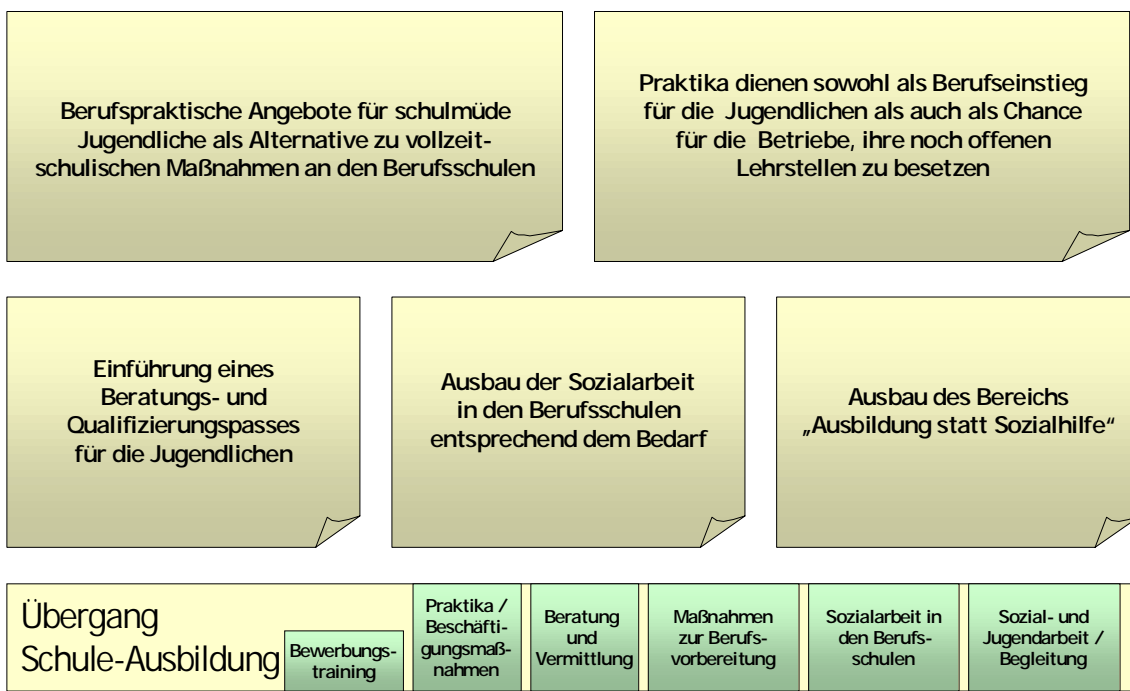 Berufspraktische Angebote für schulmüde
Jugendliche als Alternative zu vollzeit-
schulischen Maßnahmen an den Berufsschulen
Praktika dienen sowohl als Berufseinstieg
für die Jugendlichen als auch als Chance
für die Betriebe, ihre noch offenen
Lehrstellen zu besetzen
Einführung eines
Beratungs- und
Qualifizierungspasses
für die Jugendlichen
Ausbau der Sozialarbeit
in den Berufsschulen
entsprechend dem Bedarf
Ausbau des Bereichs
„Ausbildung statt Sozialhilfe“
Übergang
Schule-Ausbildung
Bewerbungs-
training
Praktika /
Beschäfti-
gungsmaß-
nahmen
Beratung
und
Vermittlung
Maßnahmen
zur Berufs-
vorbereitung
Sozialarbeit in
den Berufs-
schulen
Sozial- und
Jugendarbeit /
Begleitung